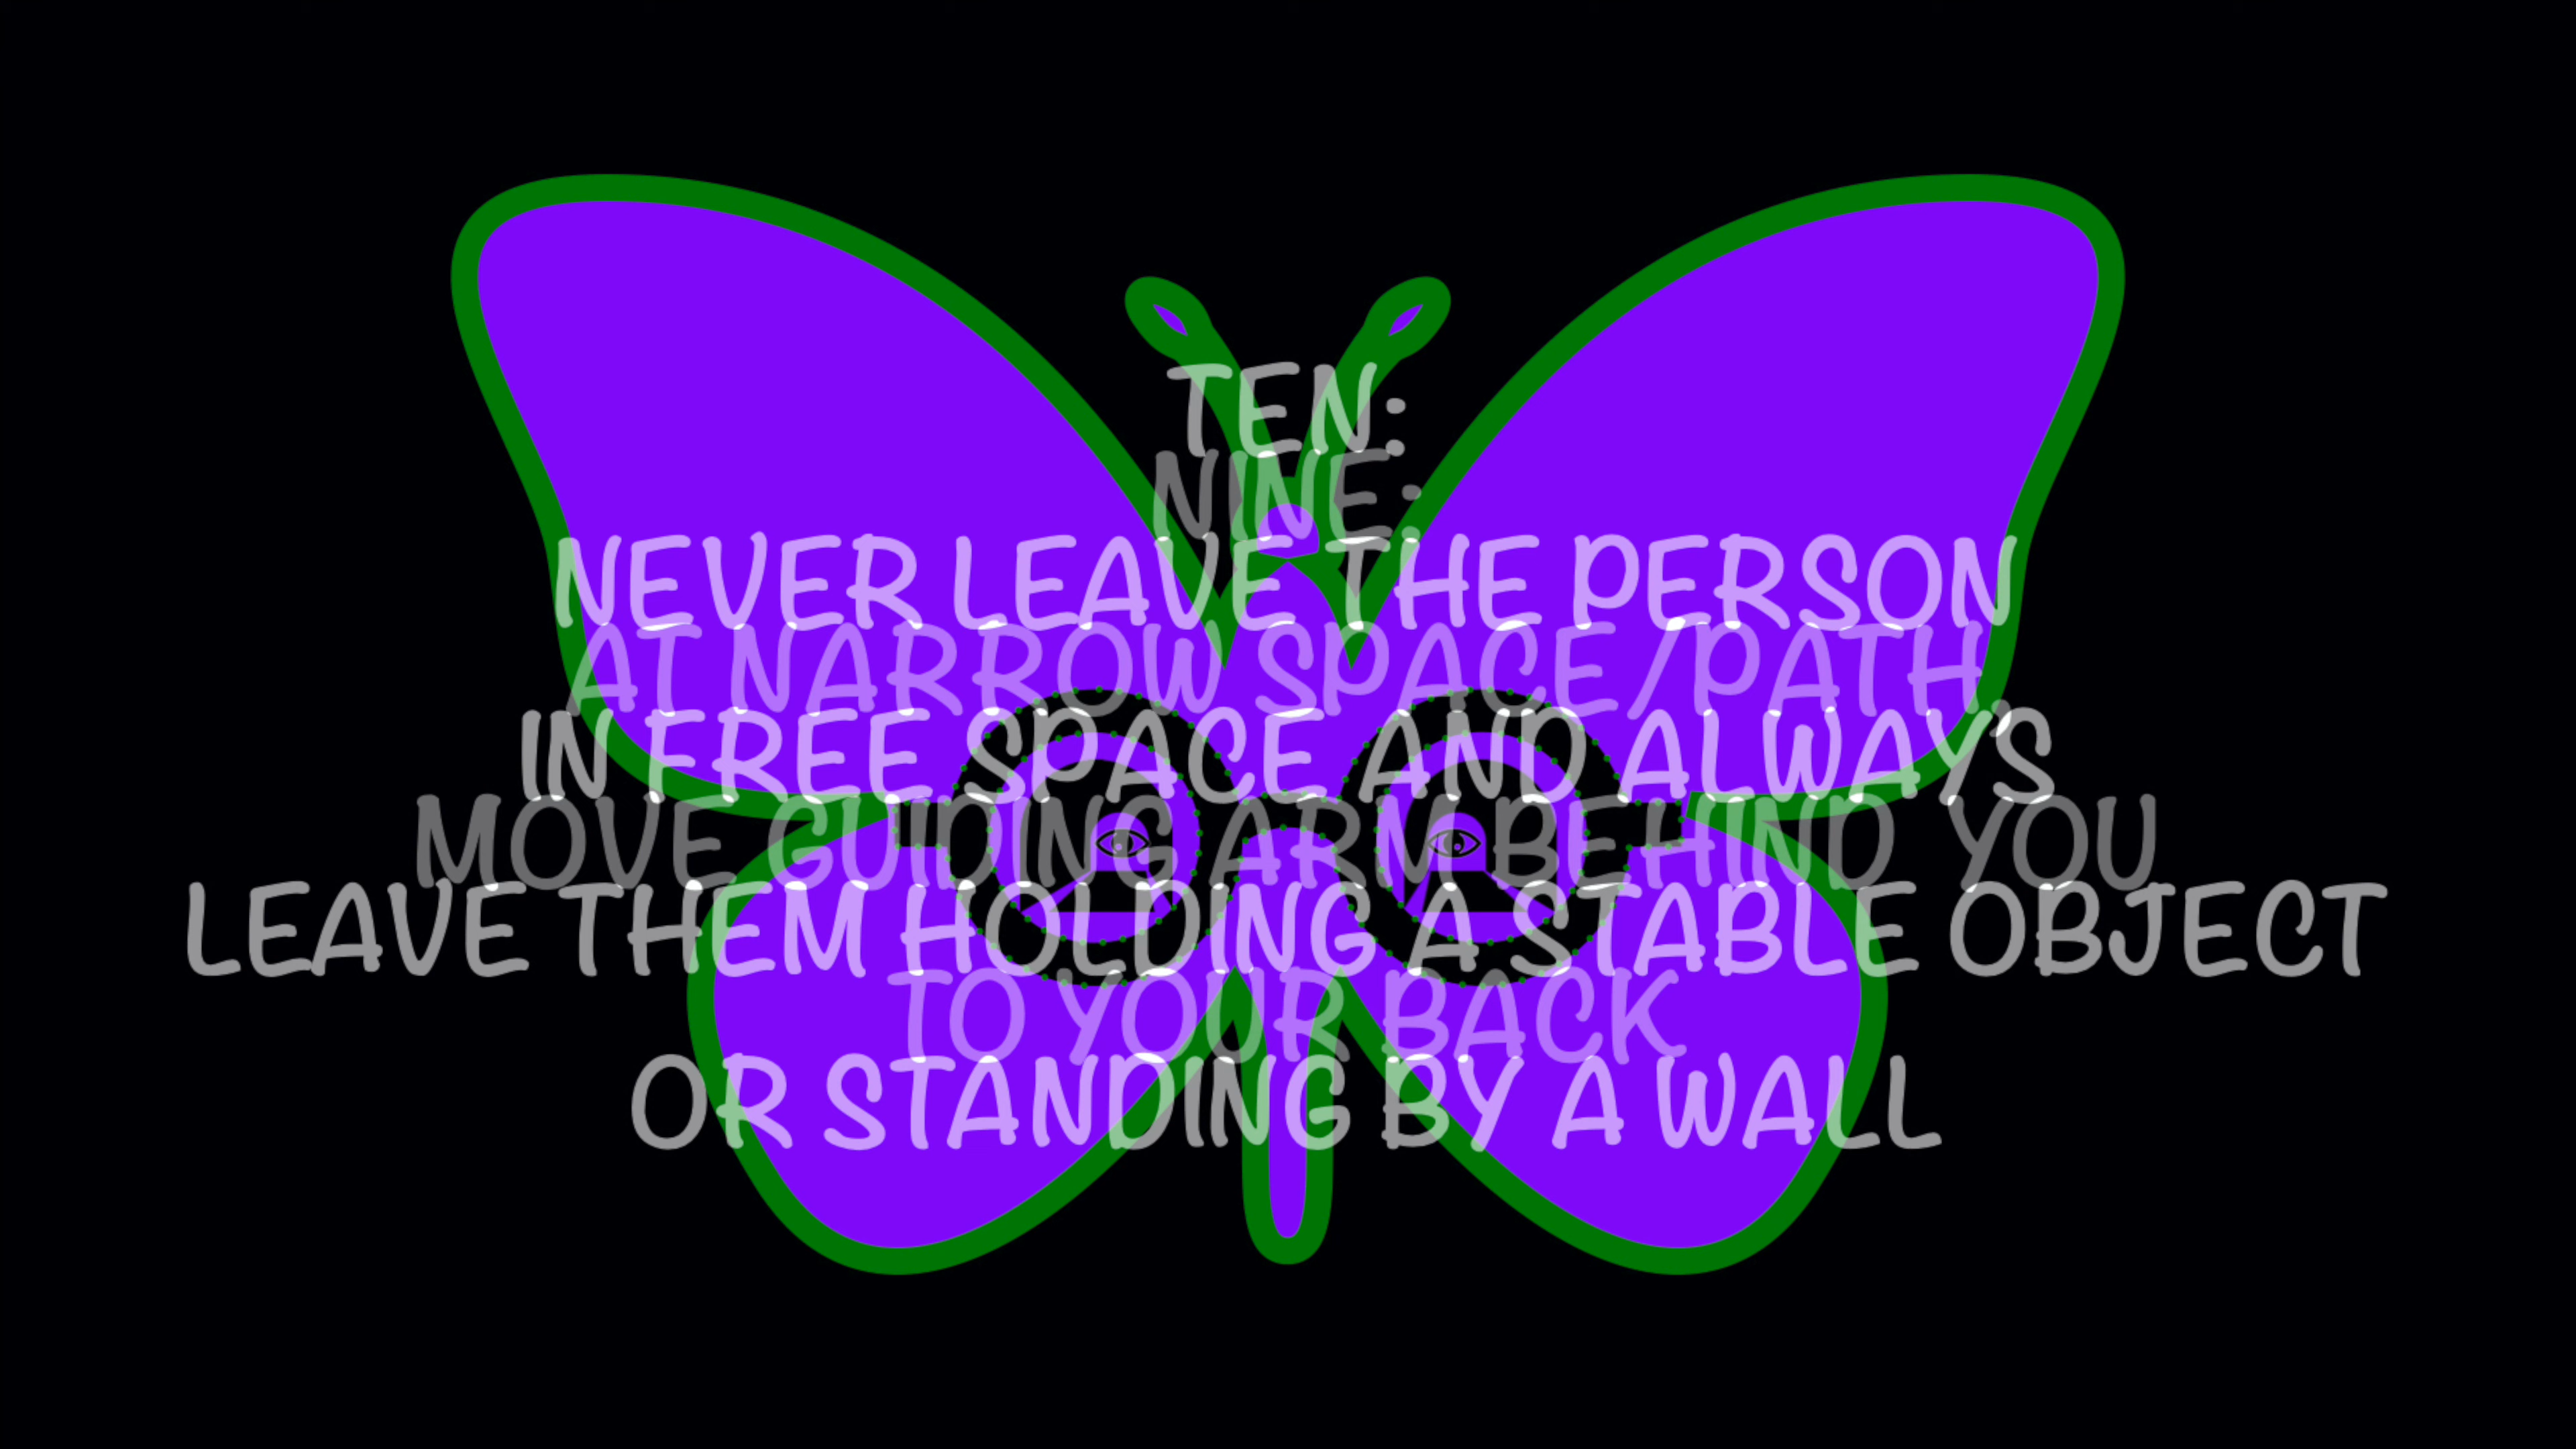 TEN:
NINE:
NEVER LEAVE THE PERSON
AT NARROW SPACE/PATH
IN FREE SPACE AND ALWAYS
MOVE GUIDING ARM BEHIND YOU
LEAVE THEM HOLDING A STABLE OBJECT
TO YOUR BACK
OR STANDING BY A WALL